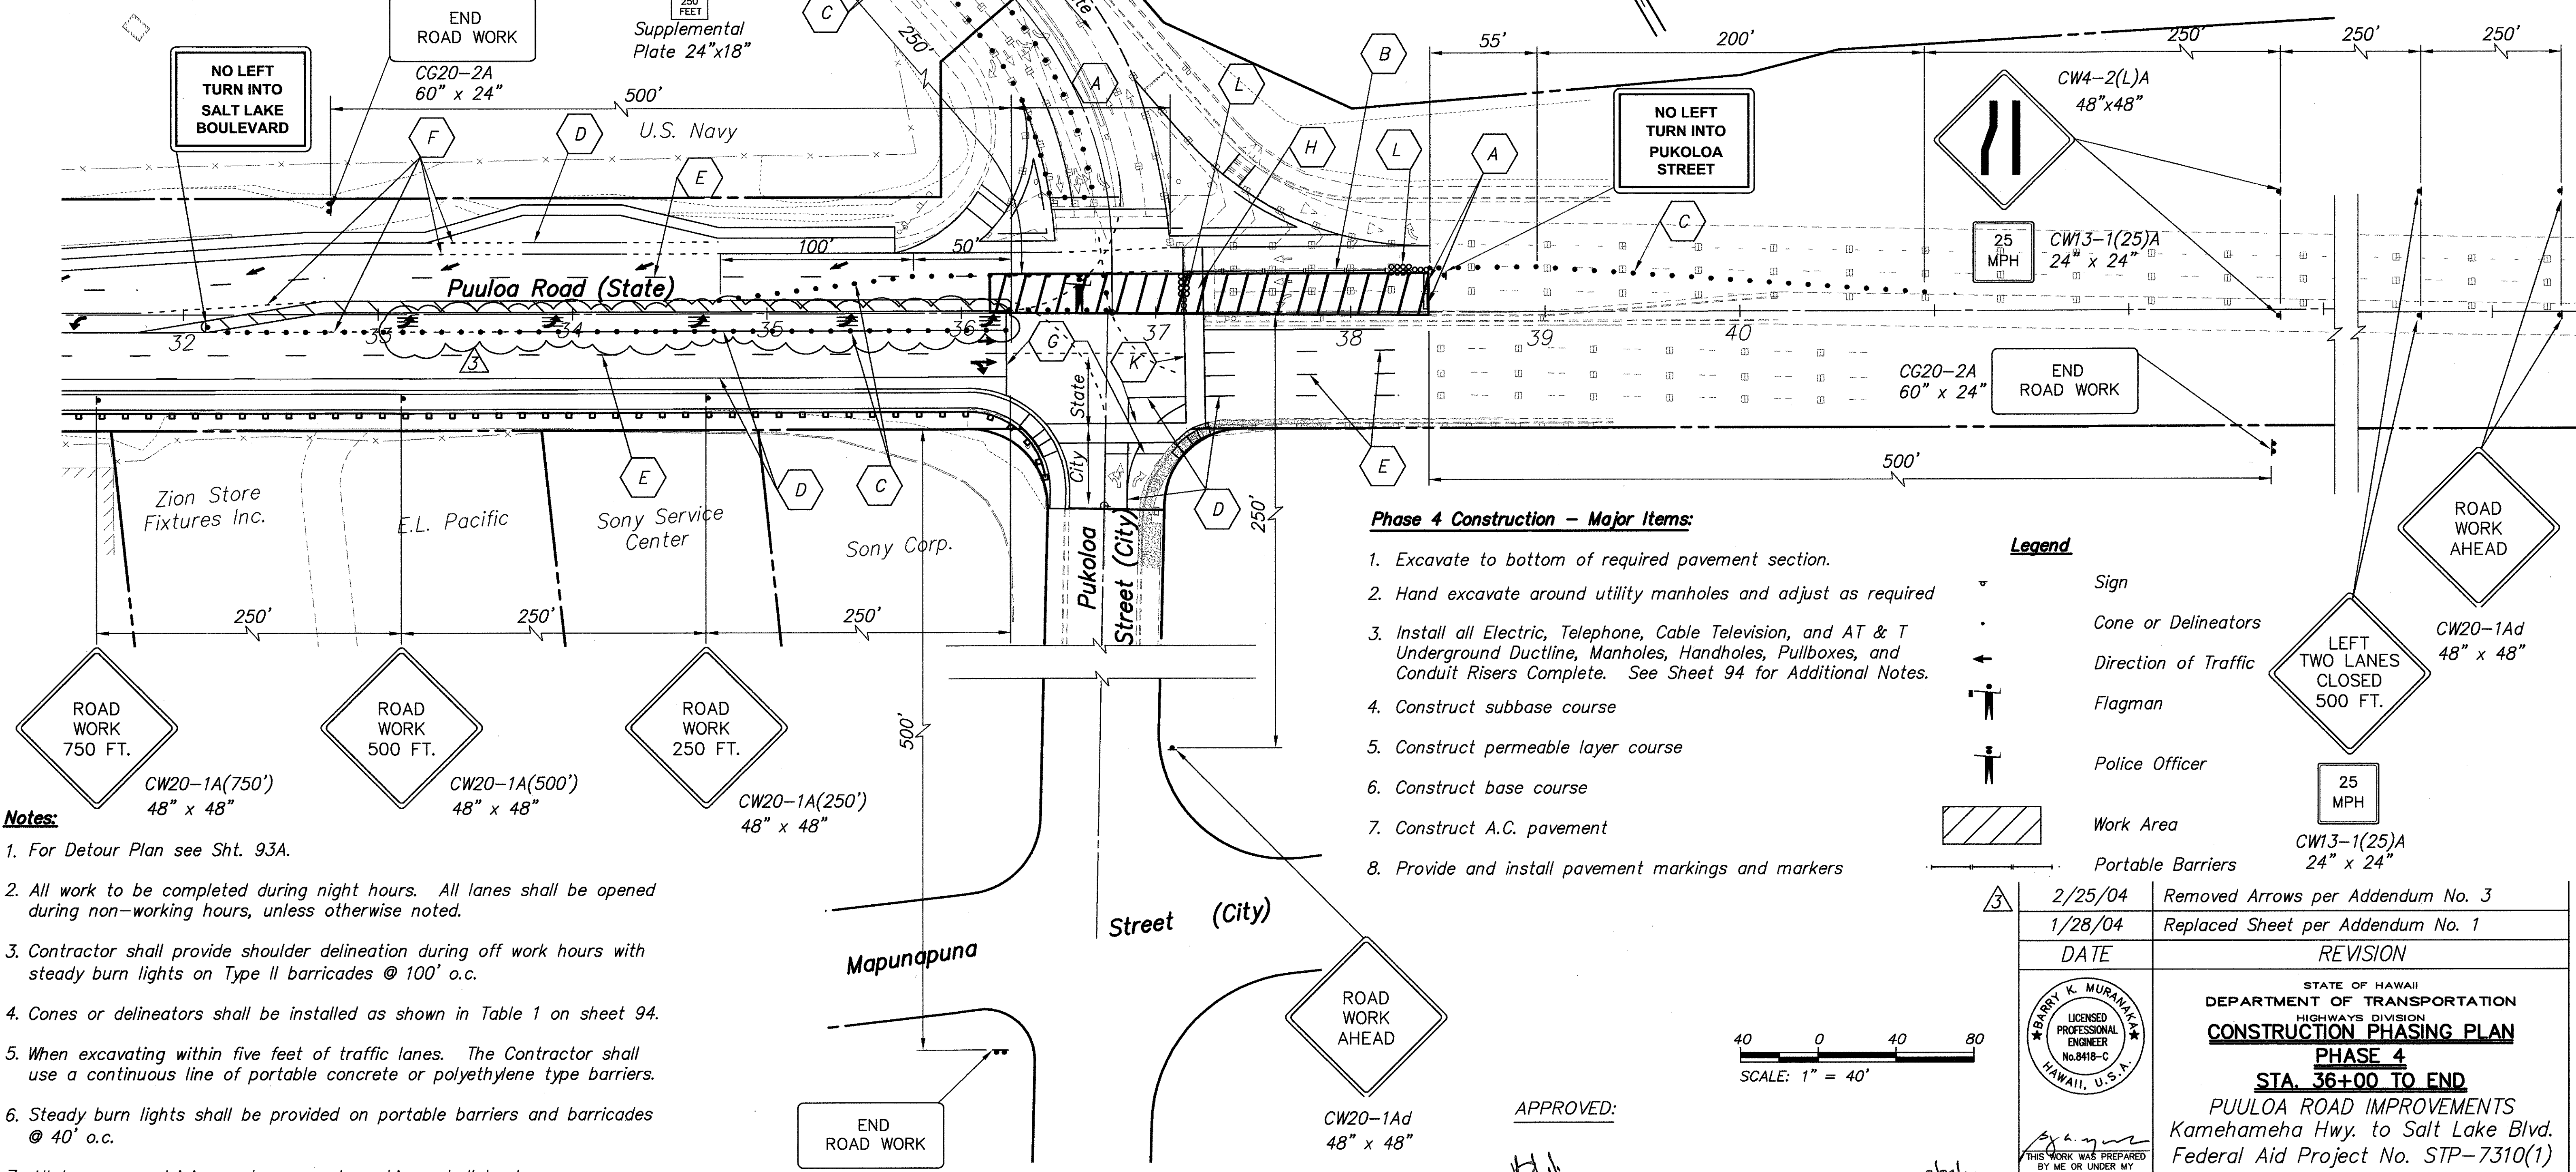 END
ROAD WORK
CG20-2A
60" x 24"
250
FEET
Supplemental
Plate 24"x18"
C
250'
NO LEFT
TURN INTO
SALT LAKE
BOULEVARD
500'
U.S. Navy
F
D
E
A
L
B
H
L
A
55'
200'
250'
250'
250'
NO LEFT
TURN INTO
PUKOLOA
STREET
C
CW4-2(L)A
48"x48"
25
MPH
CW13-1(25)A
24" x 24"
100'
50'
Puuloa Road (State)
32
33
34
35
36
37
38
39
40
3
G
K
State
City
CG20-2A
60" x 24"
END
ROAD WORK
E
D
C
D
E
500'
250'
Zion Store
Fixtures Inc.
E.L. Pacific
Sony Service
Center
Sony Corp.
Pukoloa
Street (City)
250'
250'
250'
500'
ROAD
WORK
750 FT.
CW20-1A(750')
48" x 48"
ROAD
WORK
500 FT.
CW20-1A(500')
48" x 48"
ROAD
WORK
250 FT.
CW20-1A(250')
48" x 48"
Phase 4 Construction - Major Items:
1. Excavate to bottom of required pavement section.
2. Hand excavate around utility manholes and adjust as required
3. Install all Electric, Telephone, Cable Television, and AT & T
Underground Ductline, Manholes, Handholes, Pullboxes, and
Conduit Risers Complete. See Sheet 94 for Additional Notes.
4. Construct subbase course
5. Construct permeable layer course
6. Construct base course
7. Construct A.C. pavement
8. Provide and install pavement markings and markers
Legend
Sign
Cone or Delineators
Direction of Traffic
Flagman
Police Officer
Work Area
Portable Barriers
ROAD
WORK
AHEAD
CW20-1Ad
48" x 48"
LEFT
TWO LANES
CLOSED
500 FT.
25
MPH
CW13-1(25)A
24" x 24"
Notes:
1. For Detour Plan see Sht. 93A.
2. All work to be completed during night hours. All lanes shall be opened
during non-working hours, unless otherwise noted.
3. Contractor shall provide shoulder delineation during off work hours with
steady burn lights on Type II barricades @ 100' o.c.
4. Cones or delineators shall be installed as shown in Table 1 on sheet 94.
5. When excavating within five feet of traffic lanes. The Contractor shall
use a continuous line of portable concrete or polyethylene type barriers.
6. Steady burn lights shall be provided on portable barriers and barricades
@ 40' o.c.
Mapunapuna
Street (City)
END
ROAD WORK
ROAD
WORK
AHEAD
CW20-1Ad
48" x 48"
APPROVED:
40 0 40 80
SCALE: 1" = 40'
3 2/25/04 Removed Arrows per Addendum No. 3
1/28/04 Replaced Sheet per Addendum No. 1
DATE REVISION
BARRY K. MURANAKA
LICENSED
PROFESSIONAL
ENGINEER
No.8418-C
HAWAII, U.S.A.
THIS WORK WAS PREPARED
BY ME OR UNDER MY
STATE OF HAWAII
DEPARTMENT OF TRANSPORTATION
HIGHWAYS DIVISION
CONSTRUCTION PHASING PLAN
PHASE 4
STA. 36+00 TO END
PUULOA ROAD IMPROVEMENTS
Kamehameha Hwy. to Salt Lake Blvd.
Federal Aid Project No. STP-7310(1)